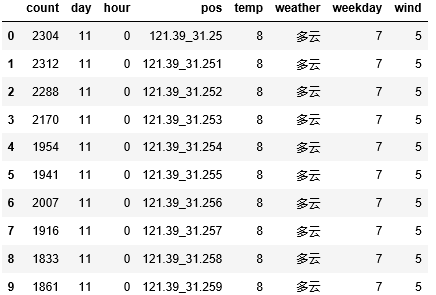 count day hour pos temp weather weekday wind
0 2304 11 0 121.39_31.25 8 多云 7 5
1 2312 11 0 121.39_31.251 8 多云 7 5
2 2288 11 0 121.39_31.252 8 多云 7 5
3 2170 11 0 121.39_31.253 8 多云 7 5
4 1954 11 0 121.39_31.254 8 多云 7 5
5 1941 11 0 121.39_31.255 8 多云 7 5
6 2007 11 0 121.39_31.256 8 多云 7 5
7 1916 11 0 121.39_31.257 8 多云 7 5
8 1833 11 0 121.39_31.258 8 多云 7 5
9 1861 11 0 121.39_31.259 8 多云 7 5